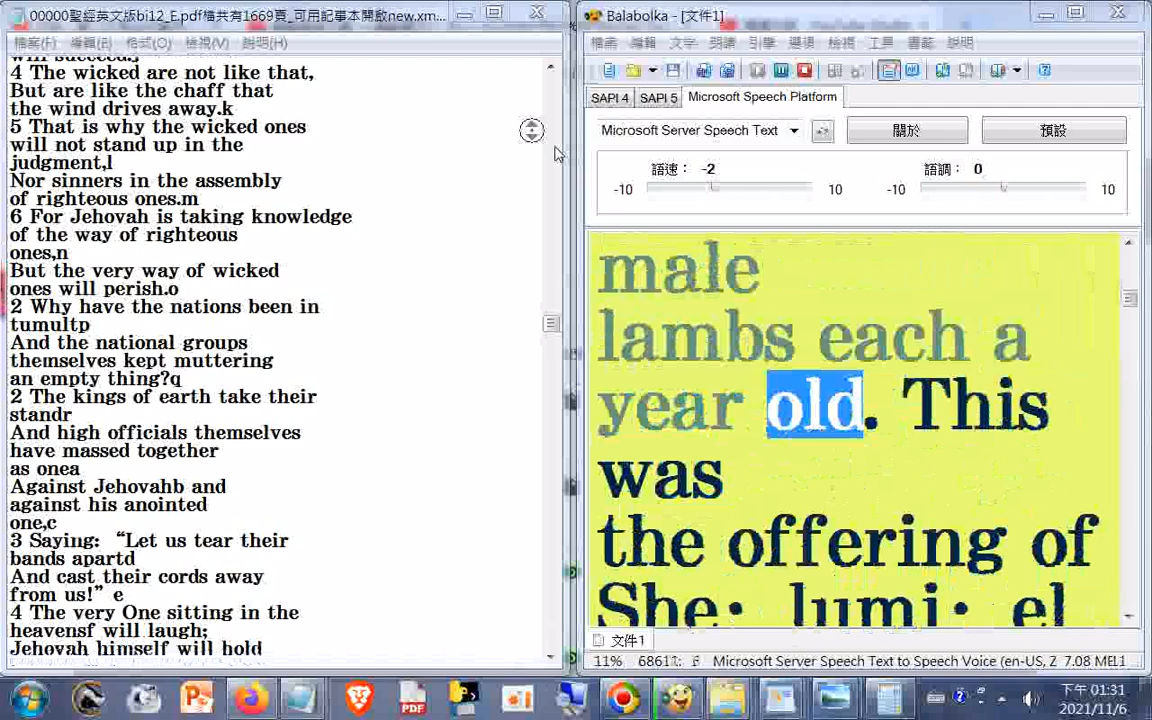 00000聖經英文版bi12_E.pdf檔共有1669頁_可用記事本開啟new.xm...
檔案(F) 編輯(E) 格式(O) 檢視(V) 說明(H)
will succeed.j
4 The wicked are not like that,
But are like the chaff that
the wind drives away.k
5 That is why the wicked ones
will not stand up in the
judgment,l
Nor sinners in the assembly
of righteous ones.m
6 For Jehovah is taking knowledge
of the way of righteous
ones,n
But the very way of wicked
ones will perish.o
2 Why have the nations been in
tumultp
And the national groups
themselves kept muttering
an empty thing?q
2 The kings of earth take their
standr
And high officials themselves
have massed together
as onea
Against Jehovahb and
against his anointed
one,c
3 Saying: “Let us tear their
bands apartd
And cast their cords away
from us!” e
4 The very One sitting in the
heavensf will laugh;
Jehovah himself will hold
Balabolka - [文件1]
檔案 編輯 文字 朗讀 引擎 選項 檢視 工具 書籤 說明
SAPI 4 SAPI 5 Microsoft Speech Platform
Microsoft Server Speech Text 關於 預設
語速： -2 語調： 0
-10 10 -10 10
male
lambs each a
year old. This
was
the offering of
She· lumi· el
文件1
11% Microsoft Server Speech Text to Speech Voice (en-US, Z 7.08
下午 01:31
2021/11/6